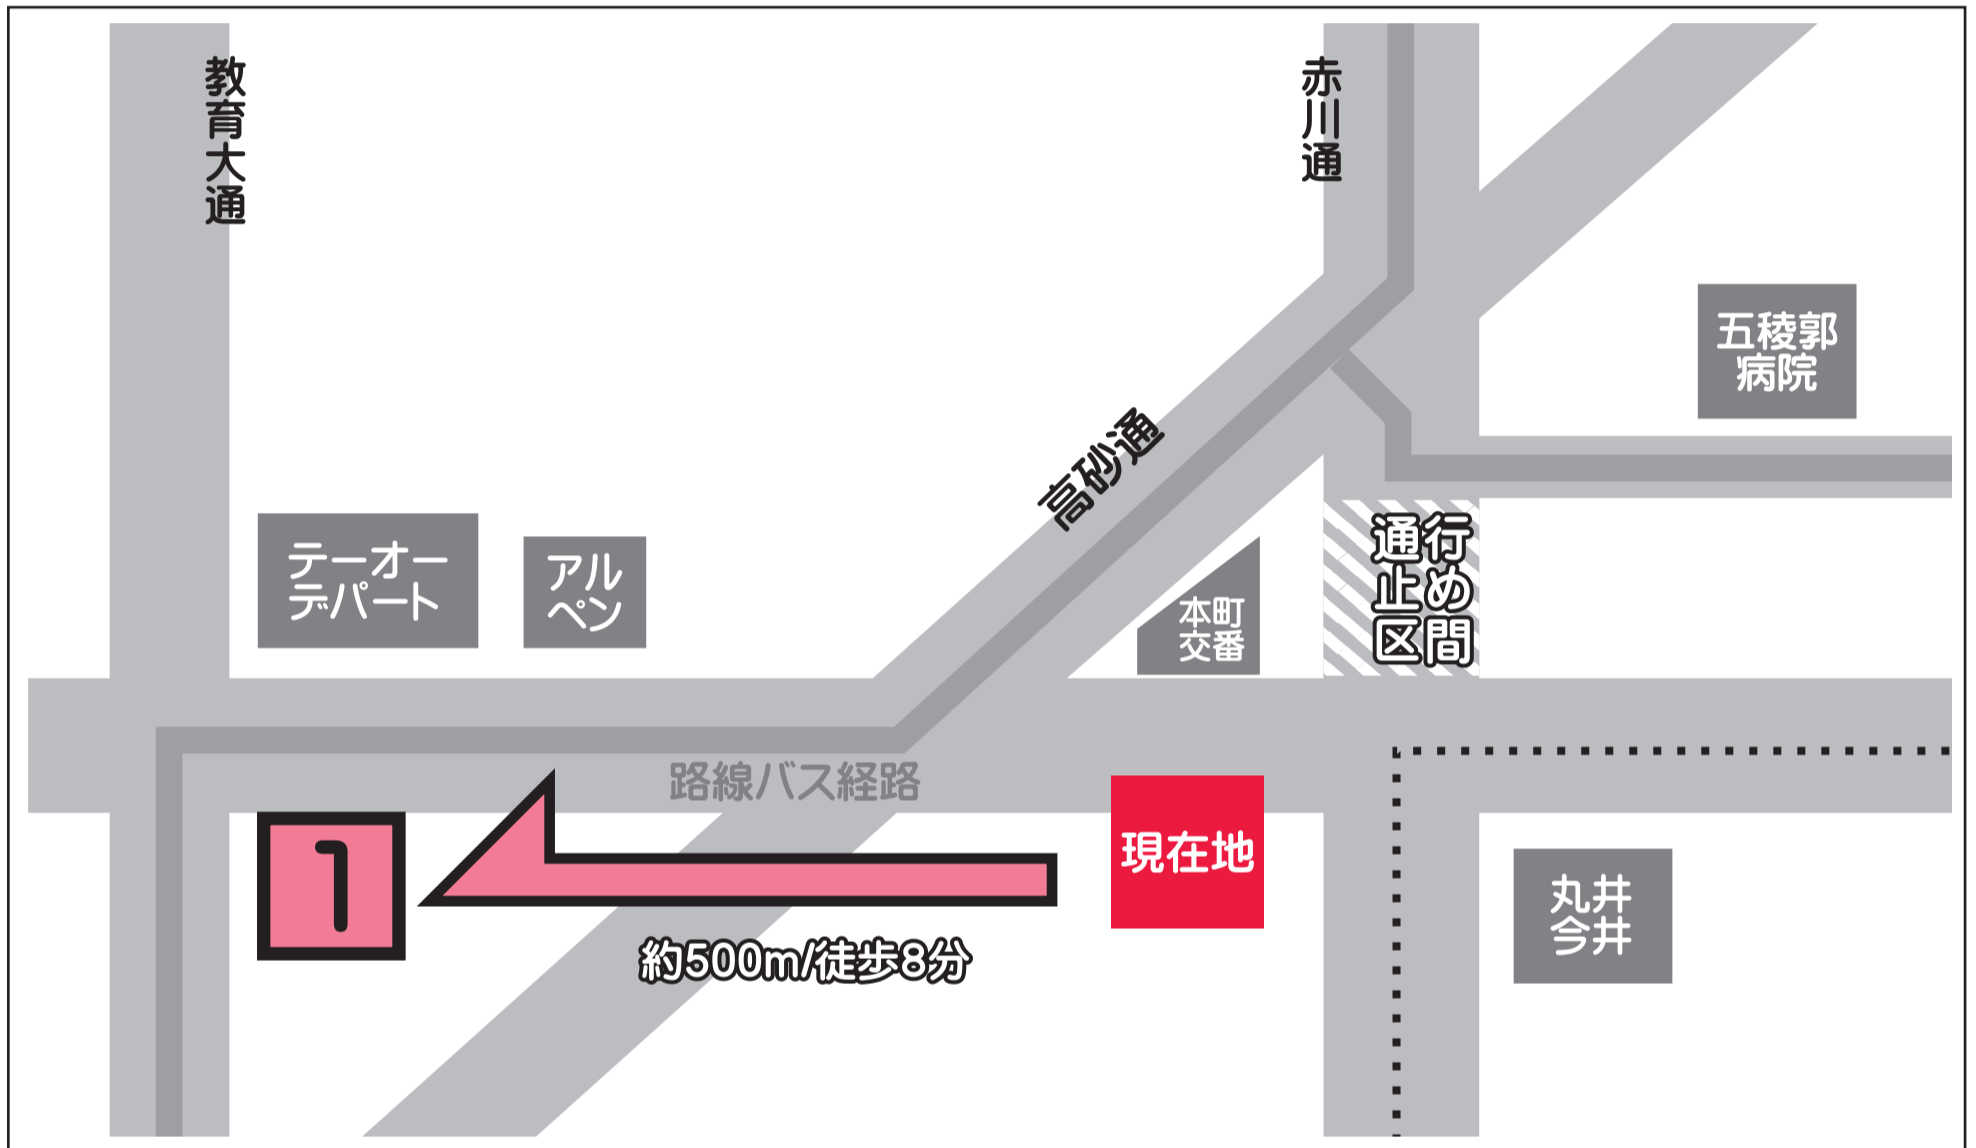 教育大通
赤川通
五稜郭
病院
高砂通
通行
止め
区間
テーオー
デパート
アル
ペン
本町
交番
路線バス経路
1
現在地
丸井
今井
約500m/徒歩8分